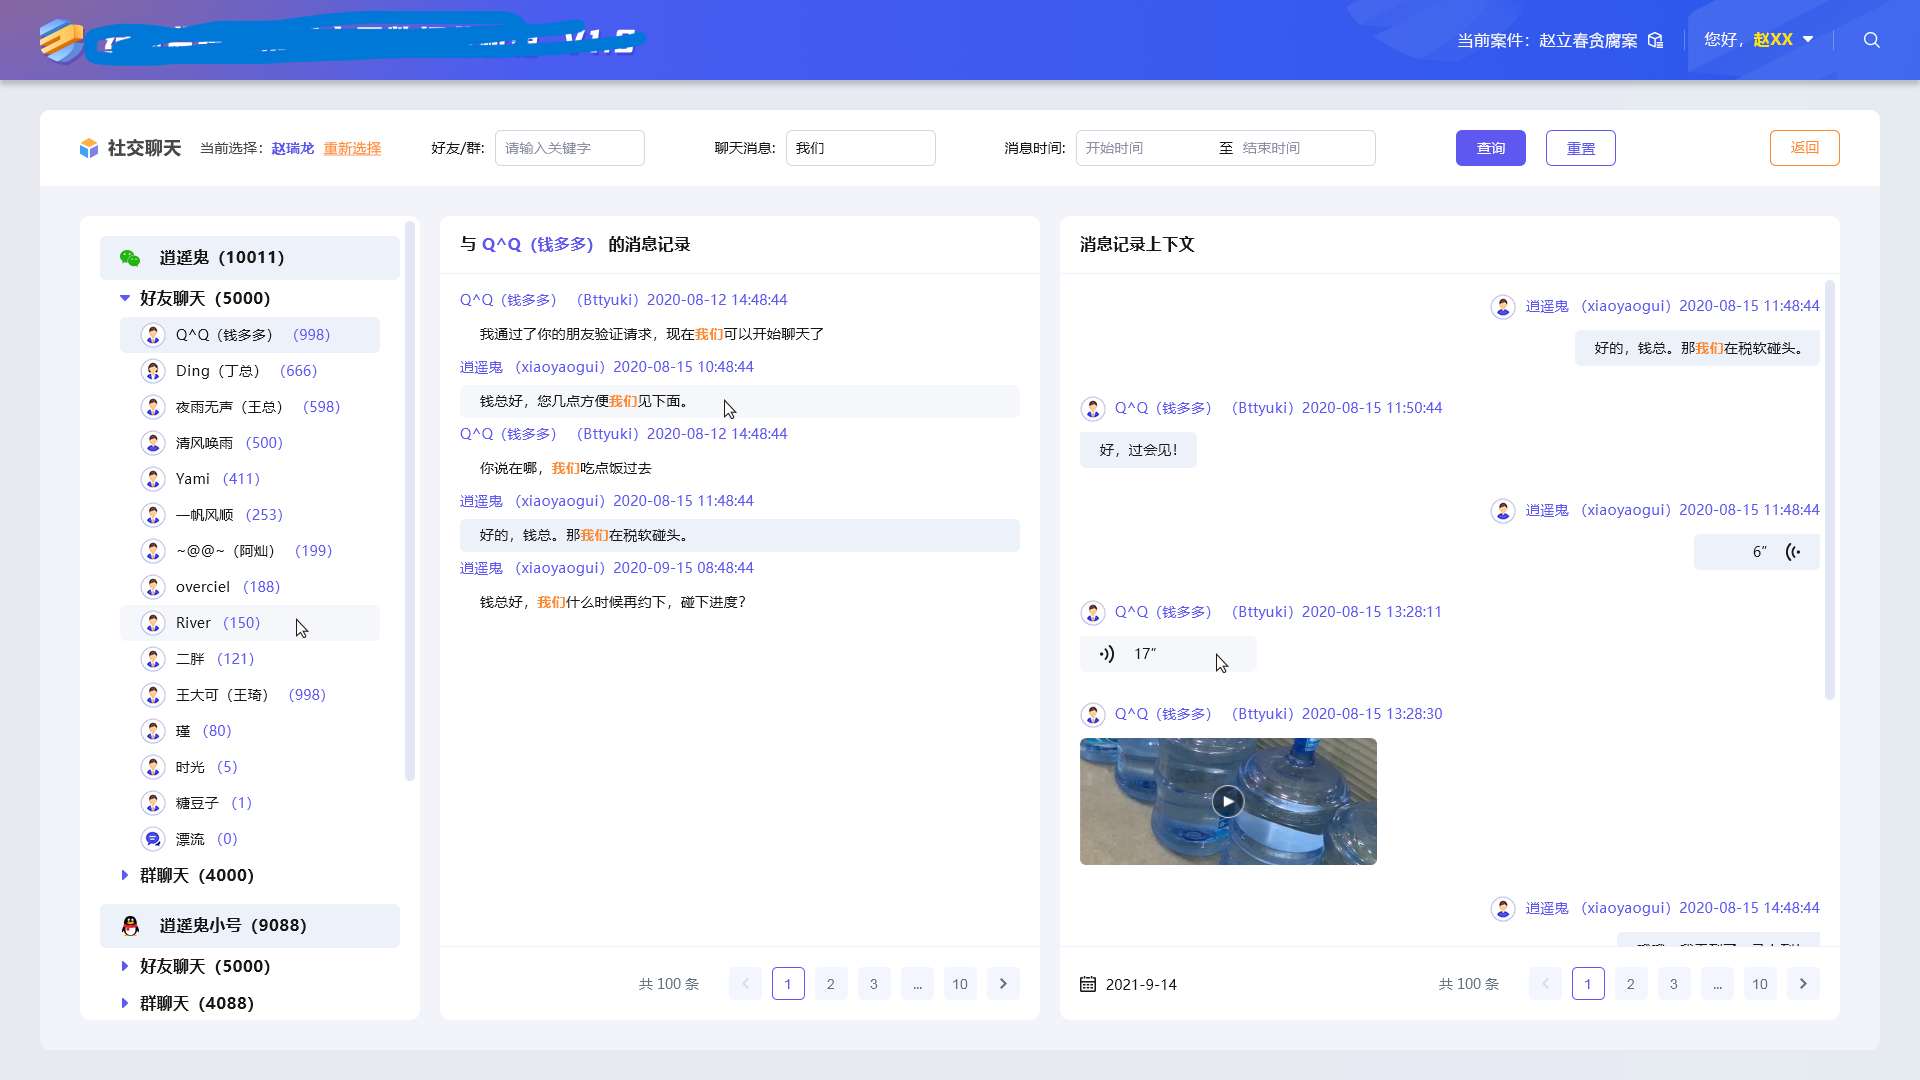 V1.0
当前案件：赵立春贪腐案
您好，赵XX
社交聊天
当前选择：赵瑞龙 重新选择
好友/群: 请输入关键字
聊天消息: 我们
消息时间: 开始时间 至 结束时间
查询
重置
返回
逍遥鬼（10011）
好友聊天（5000）
Q^Q（钱多多）（998）
Ding（丁总）（666）
夜雨无声（王总）（598）
清风唤雨（500）
Yami（411）
一帆风顺（253）
~@@~（阿灿）（199）
overciel（188）
River（150）
二胖（121）
王大可（王琦）（998）
瑾（80）
时光（5）
糖豆子（1）
漂流（0）
群聊天（4000）
逍遥鬼小号（9088）
好友聊天（5000）
群聊天（4088）
与 Q^Q（钱多多） 的消息记录
Q^Q（钱多多）（Bttyuki）2020-08-12 14:48:44
我通过了你的朋友验证请求，现在我们可以开始聊天了
逍遥鬼（xiaoyaogui）2020-08-15 10:48:44
钱总好，您几点方便我们见下面。
Q^Q（钱多多）（Bttyuki）2020-08-12 14:48:44
你说在哪，我们吃点饭过去
逍遥鬼（xiaoyaogui）2020-08-15 11:48:44
好的，钱总。那我们在税软碰头。
逍遥鬼（xiaoyaogui）2020-09-15 08:48:44
钱总好，我们什么时候再约下，碰下进度？
共 100 条 1 2 3 ... 10
消息记录上下文
逍遥鬼（xiaoyaogui）2020-08-15 11:48:44
好的，钱总。那我们在税软碰头。
Q^Q（钱多多）（Bttyuki）2020-08-15 11:50:44
好，过会见！
逍遥鬼（xiaoyaogui）2020-08-15 11:48:44
6″
Q^Q（钱多多）（Bttyuki）2020-08-15 13:28:11
17″
Q^Q（钱多多）（Bttyuki）2020-08-15 13:28:30
逍遥鬼（xiaoyaogui）2020-08-15 14:48:44
2021-9-14
共 100 条 1 2 3 ... 10